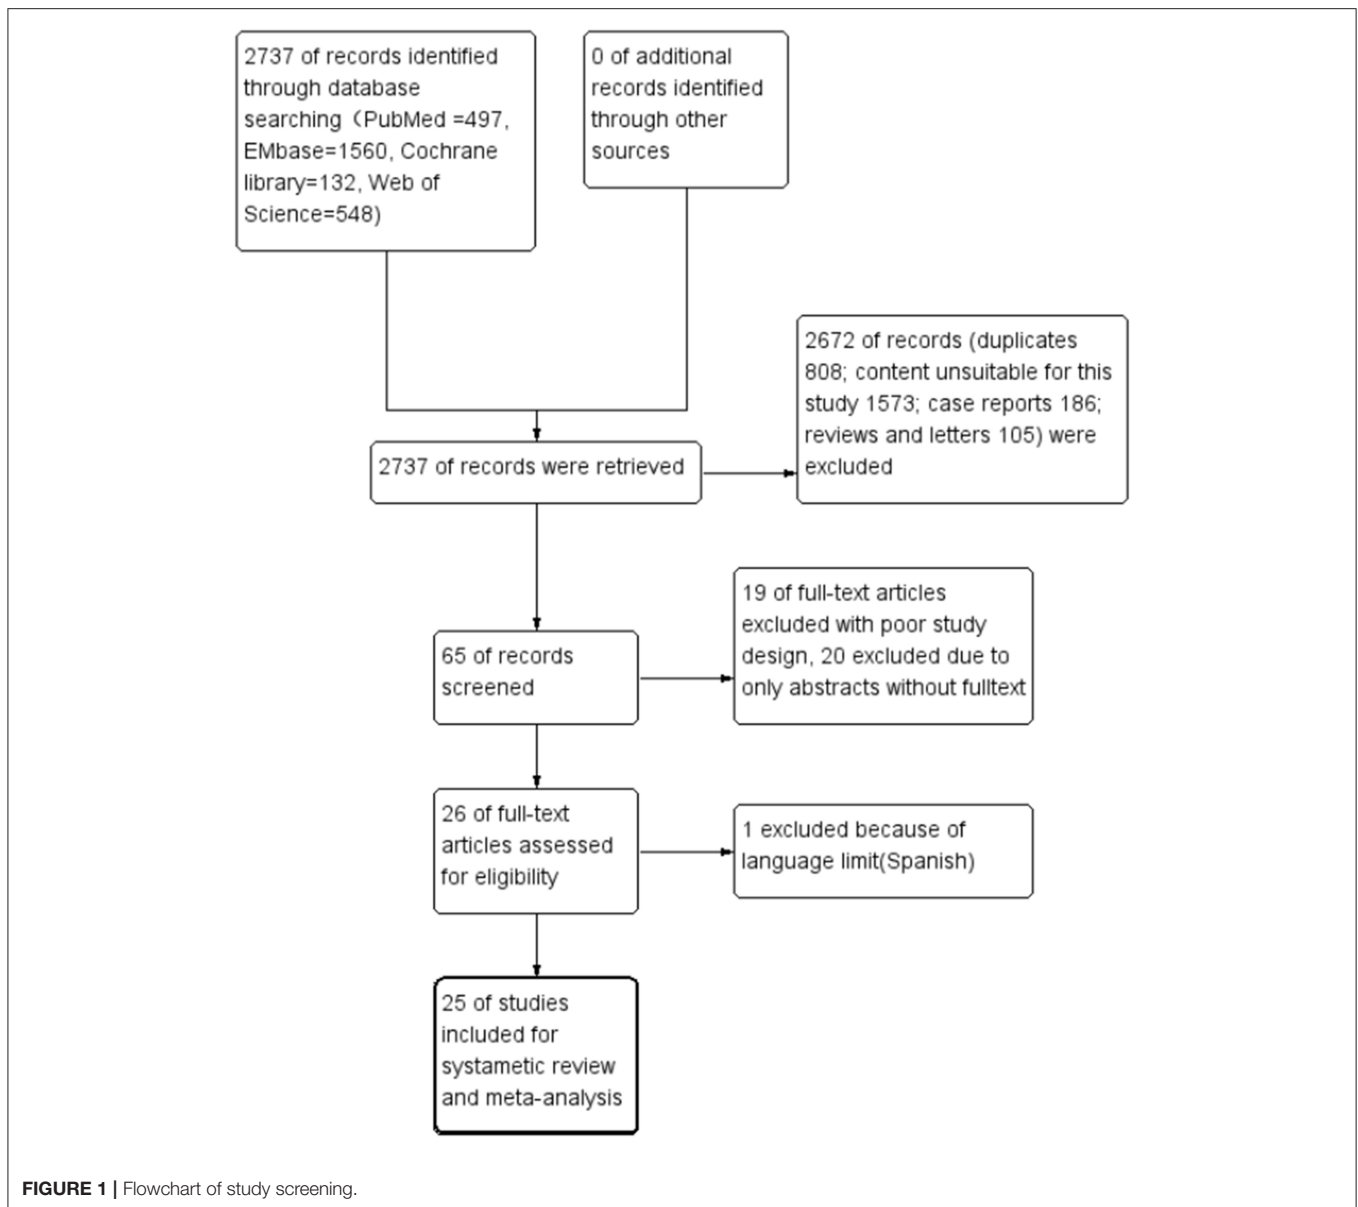 2737 of records identified
through database
searching（PubMed =497,
EMbase=1560, Cochrane
library=132, Web of
Science=548)
0 of additional
records identified
through other
sources
2672 of records (duplicates
808; content unsuitable for this
study 1573; case reports 186;
reviews and letters 105) were
excluded
2737 of records were retrieved
19 of full-text articles
excluded with poor study
design, 20 excluded due to
only abstracts without fulltext
65 of records
screened
26 of full-text
articles assessed
for eligibility
1 excluded because of
language limit(Spanish)
25 of studies
included for
systametic review
and meta-analysis
FIGURE 1 | Flowchart of study screening.